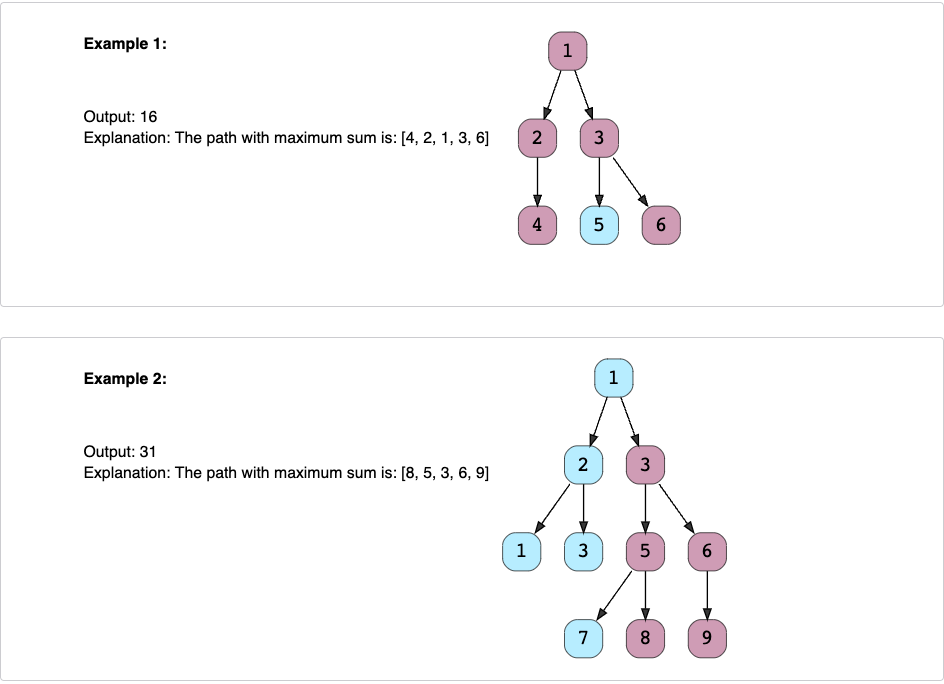 Example 1:
1
Output: 16
Explanation: The path with maximum sum is: [4, 2, 1, 3, 6]
2 3
4 5 6
Example 2:
1
Output: 31
Explanation: The path with maximum sum is: [8, 5, 3, 6, 9]
2 3
1 3 5 6
7 8 9